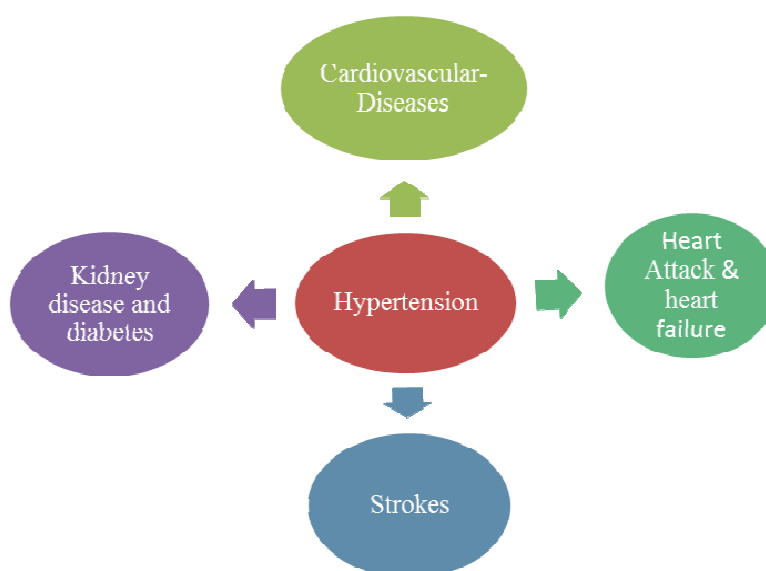 Cardiovascular-
Diseases
Kidney
disease and
diabetes
Hypertension
Heart
Attack &
heart
failure
Strokes